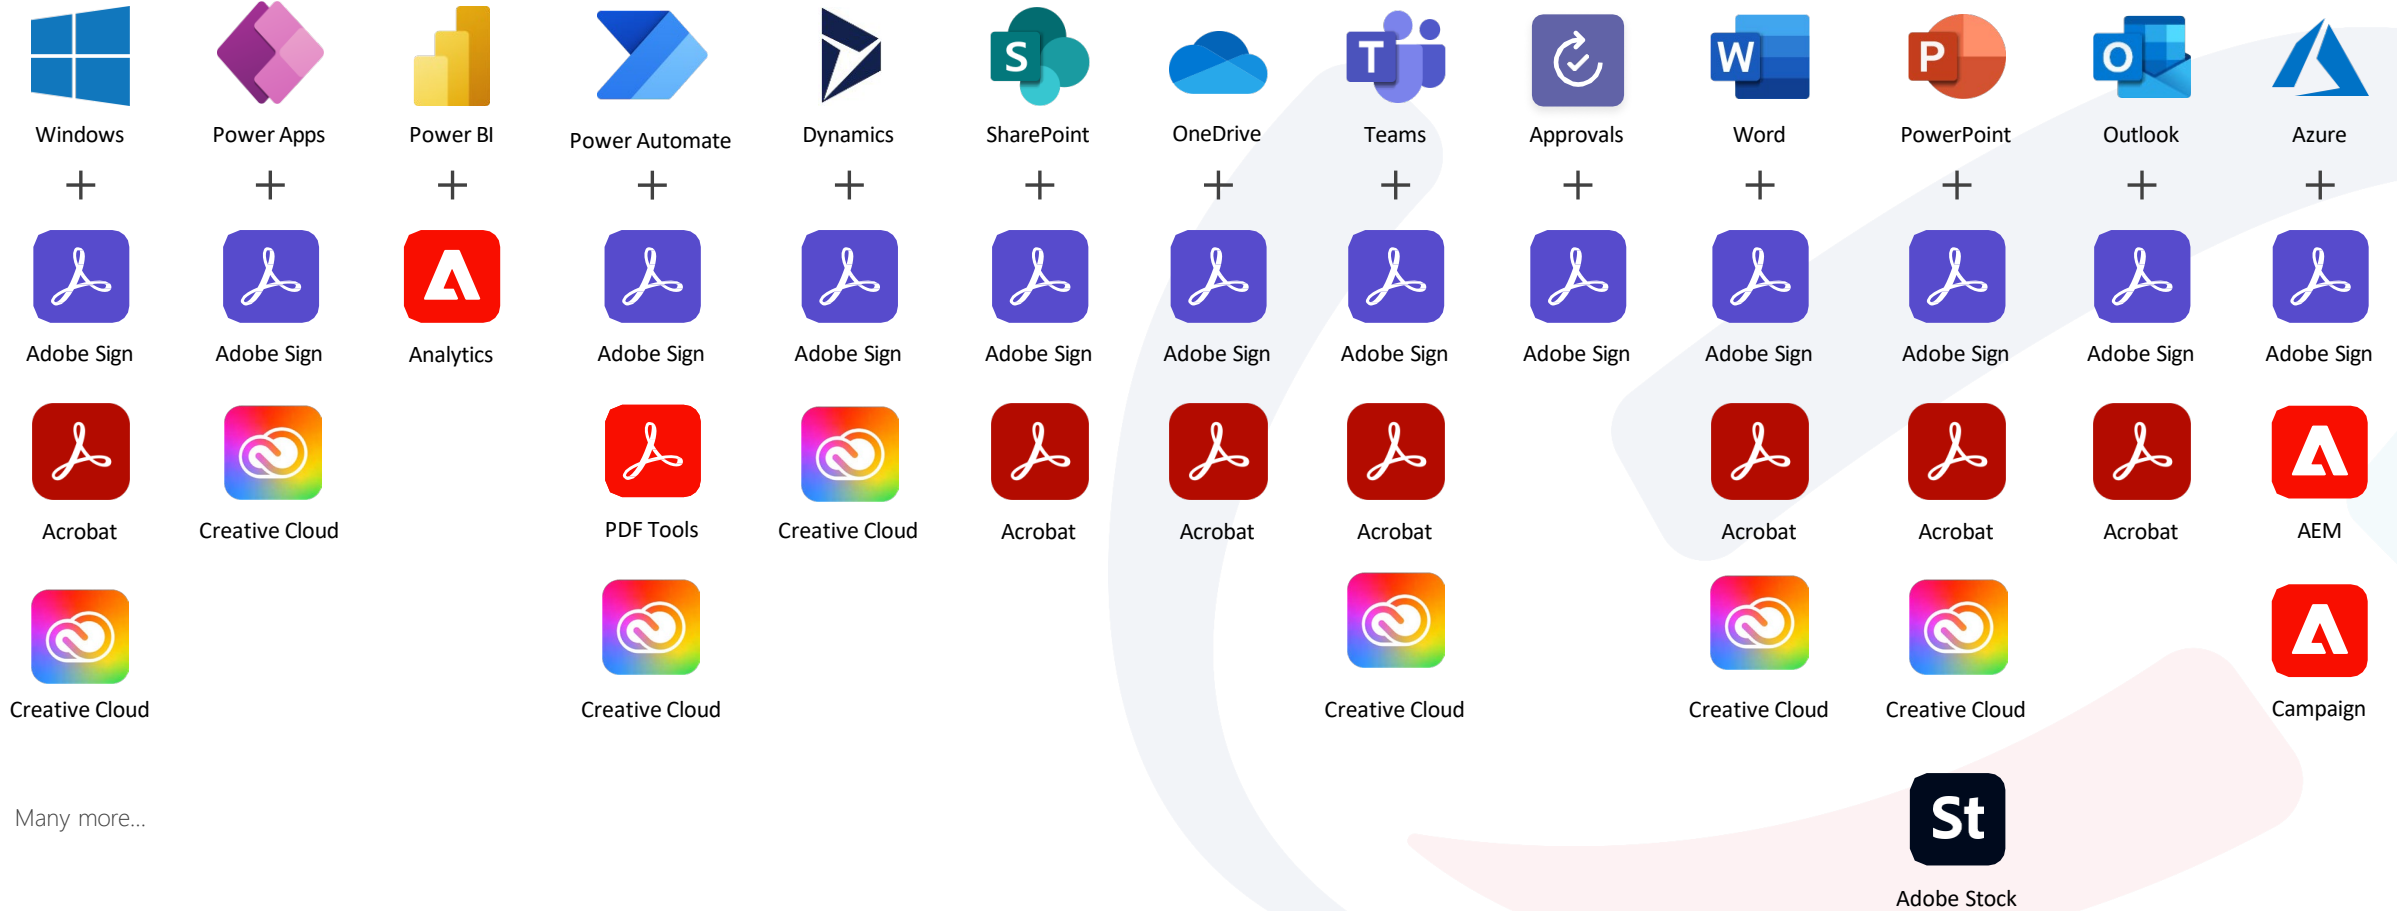 Windows Power Apps Power BI Power Automate Dynamics SharePoint OneDrive Teams Approvals Word PowerPoint Outlook Azure
+ + + + + + + + + + + + +
Adobe Sign Adobe Sign Analytics Adobe Sign Adobe Sign Adobe Sign Adobe Sign Adobe Sign Adobe Sign Adobe Sign Adobe Sign Adobe Sign Adobe Sign
Acrobat Creative Cloud PDF Tools Creative Cloud Acrobat Acrobat Acrobat Acrobat Acrobat Acrobat AEM
Creative Cloud Creative Cloud Creative Cloud Creative Cloud Creative Cloud Campaign
Many more...
St
Adobe Stock